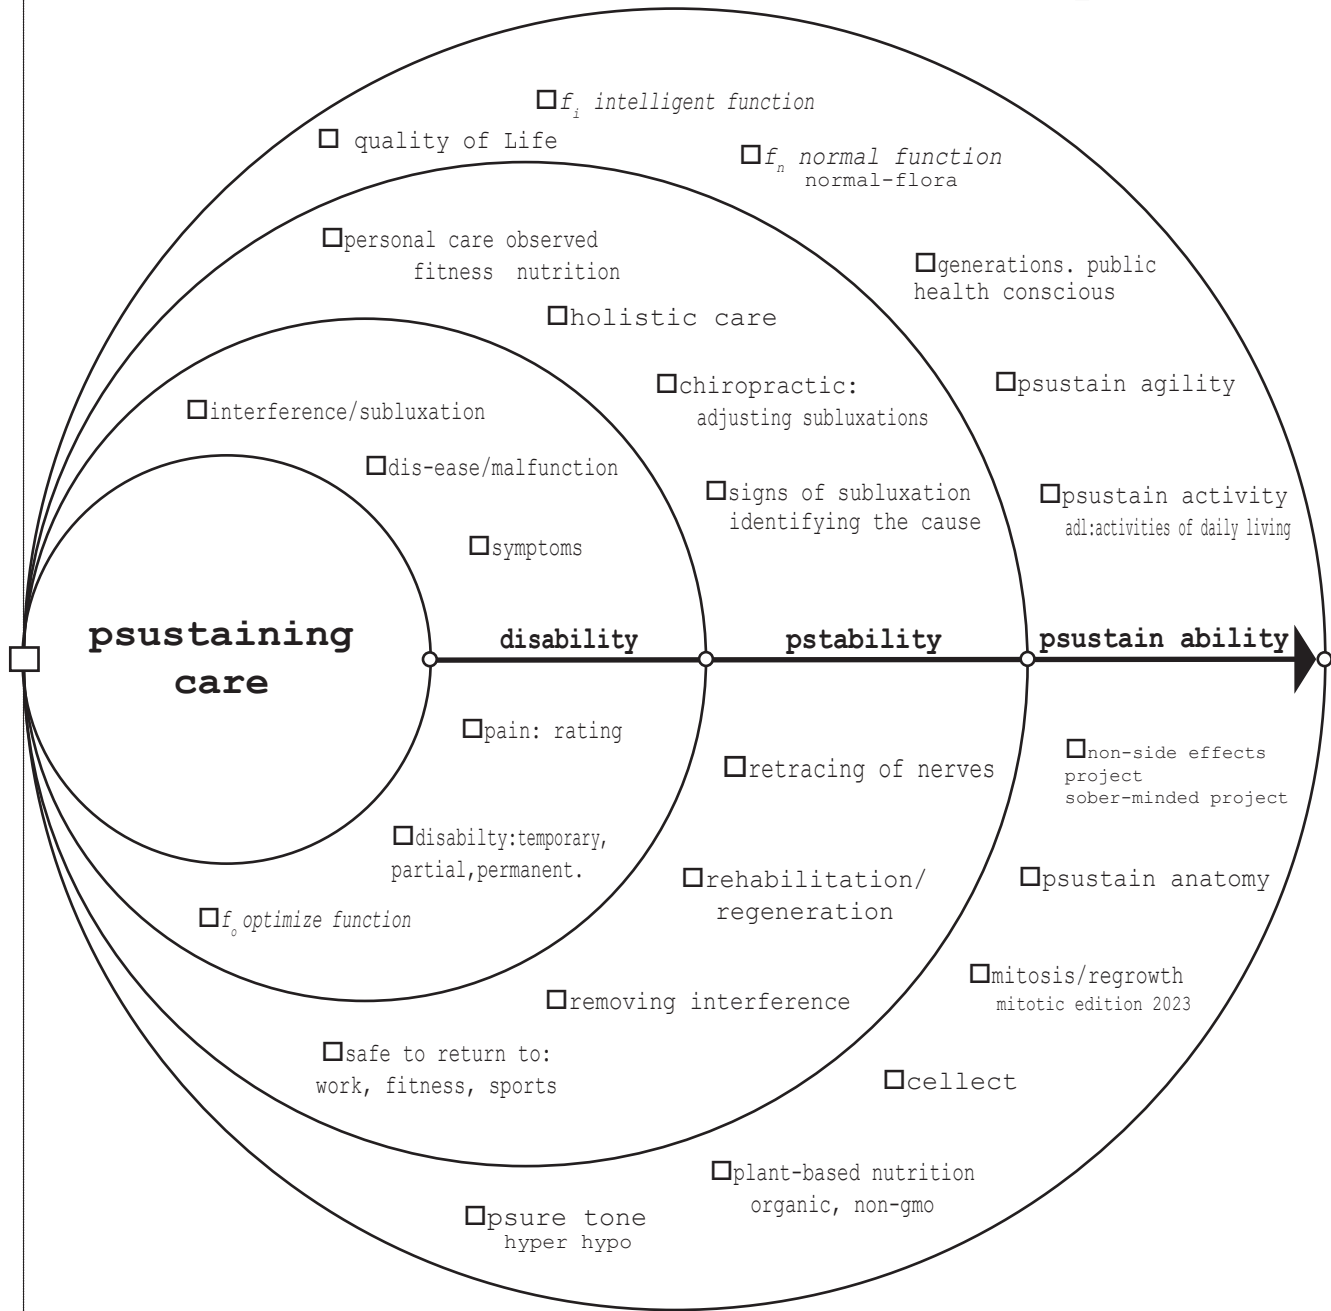 f_i intelligent function
quality of Life
f_n normal function
normal-flora
personal care observed
fitness nutrition
generations. public
health conscious
holistic care
chiropractic:
adjusting subluxations
psustain agility
interference/subluxation
dis-ease/malfunction
signs of subluxation
identifying the cause
psustain activity
adl:activities of daily living
symptoms
psustaining
care
disability
pstability
psustain ability
pain: rating
retracing of nerves
non-side effects
project
sober-minded project
disabilty:temporary,
partial,permanent.
rehabilitation/
regeneration
psustain anatomy
f_o optimize function
removing interference
mitosis/regrowth
mitotic edition 2023
safe to return to:
work, fitness, sports
cellect
plant-based nutrition
organic, non-gmo
psure tone
hyper hypo